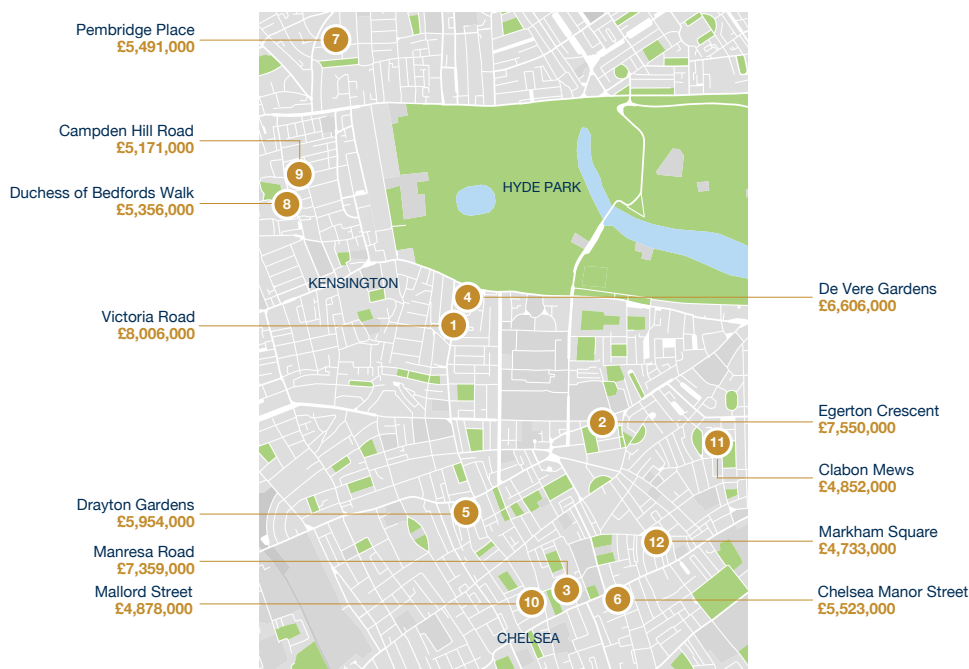 Pembridge Place
£5,491,000
7
Campden Hill Road
£5,171,000
9
Duchess of Bedfords Walk
£5,356,000
8
HYDE PARK
KENSINGTON
4
De Vere Gardens
£6,606,000
Victoria Road
£8,006,000
1
Egerton Crescent
£7,550,000
2
11
Clabon Mews
£4,852,000
Drayton Gardens
£5,954,000
5
Markham Square
£4,733,000
12
Manresa Road
£7,359,000
3
Mallord Street
£4,878,000
10
6
Chelsea Manor Street
£5,523,000
CHELSEA